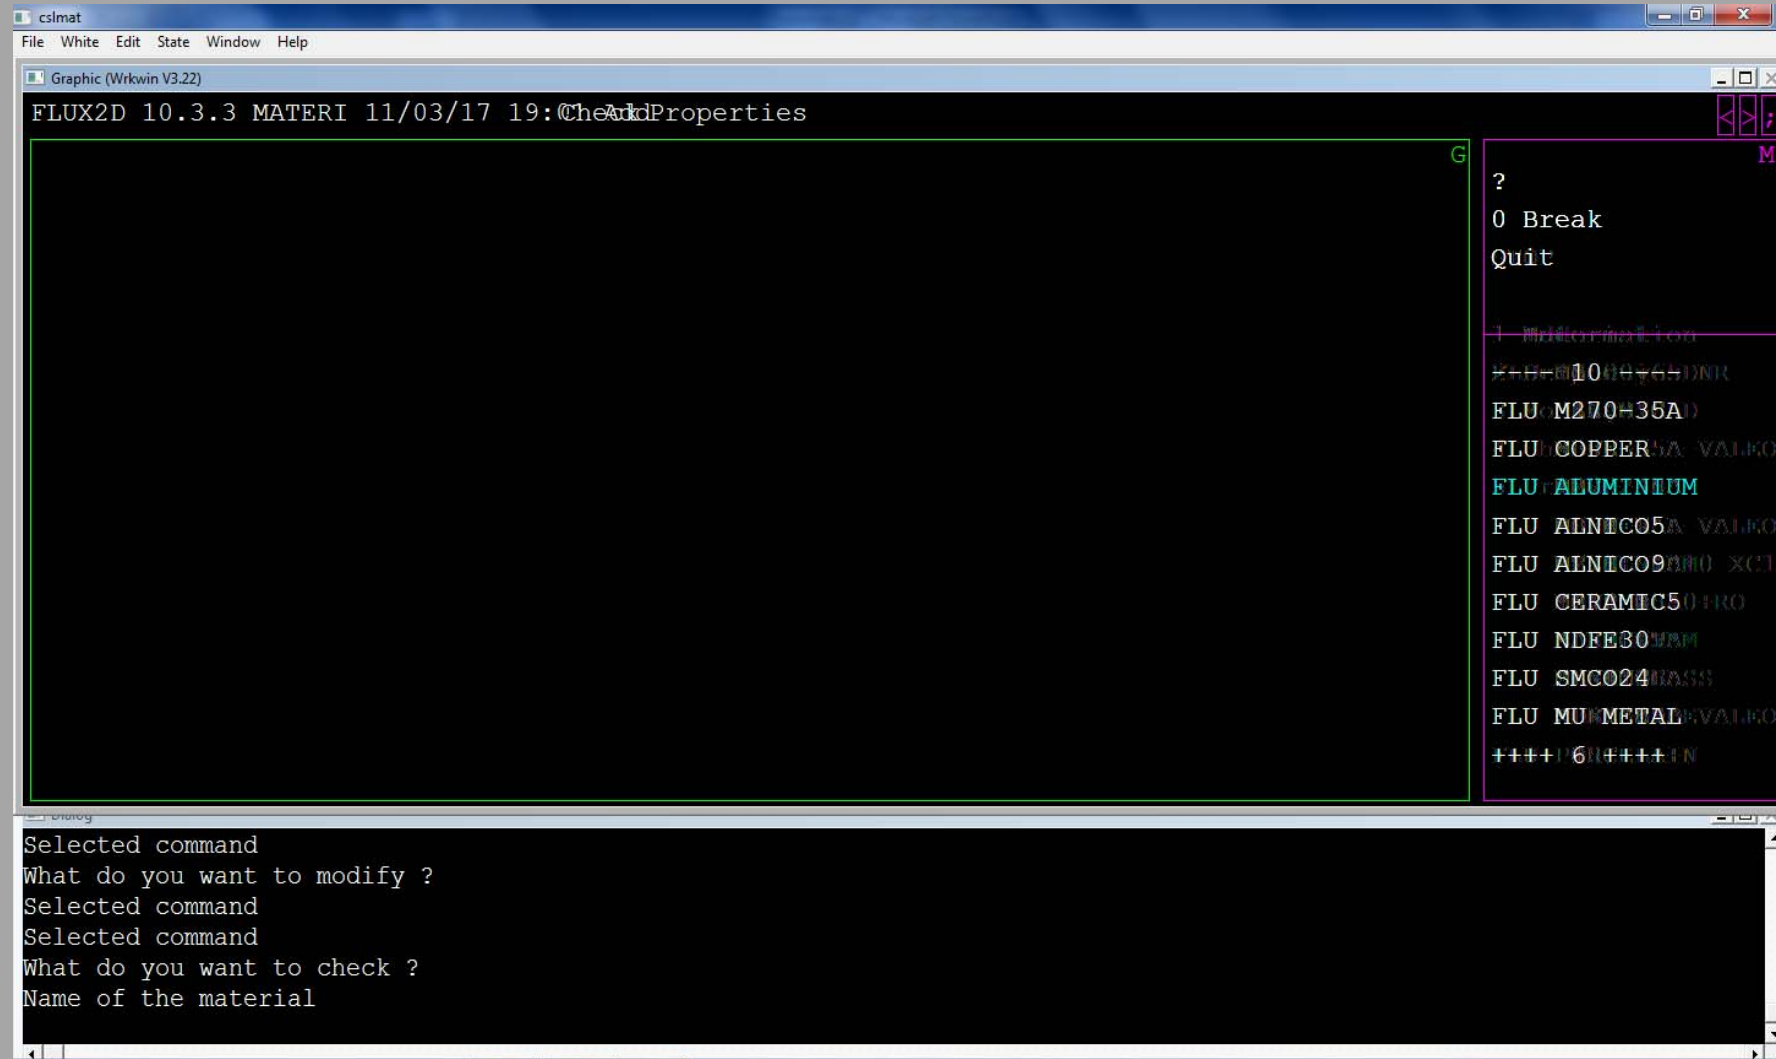 cslmat
File White Edit State Window Help
Graphic (Wrkwin V3.22)
FLUX2D 10.3.3 MATERI 11/03/17 19: Properties
< > ;
G
M
?
0 Break
Quit
---- 10 ----
FLU M270-35A
FLU COPPER
FLU ALUMINIUM
FLU ALNICO5
FLU ALNICO9
FLU CERAMIC5
FLU NDFE30
FLU SMCO24
FLU MU METAL
++++ 6 ++++
Dialog
Selected command
What do you want to modify ?
Selected command
Selected command
What do you want to check ?
Name of the material